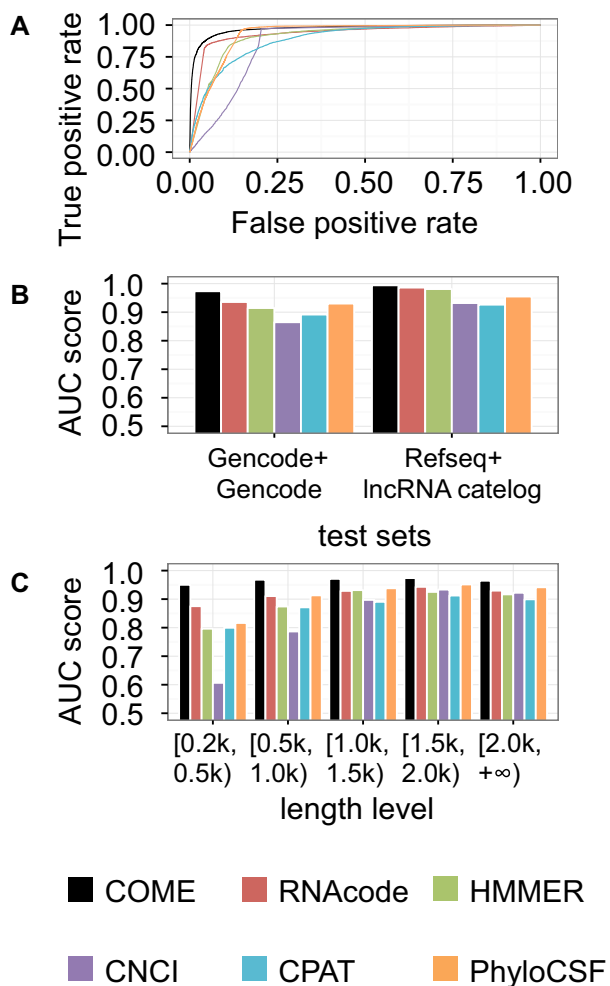 A
True positive rate
1.00
0.75
0.50
0.25
0.00
0.00 0.25 0.50 0.75 1.00
False positive rate
B
AUC score
1.0
0.9
0.8
0.7
0.6
0.5
Gencode+ Refseq+
Gencode lncRNA catelog
test sets
C
AUC score
1.0
0.9
0.8
0.7
0.6
0.5
[0.2k, [0.5k, [1.0k, [1.5k, [2.0k,
0.5k) 1.0k) 1.5k) 2.0k) +∞)
length level
COME RNAcode HMMER
CNCI CPAT PhyloCSF